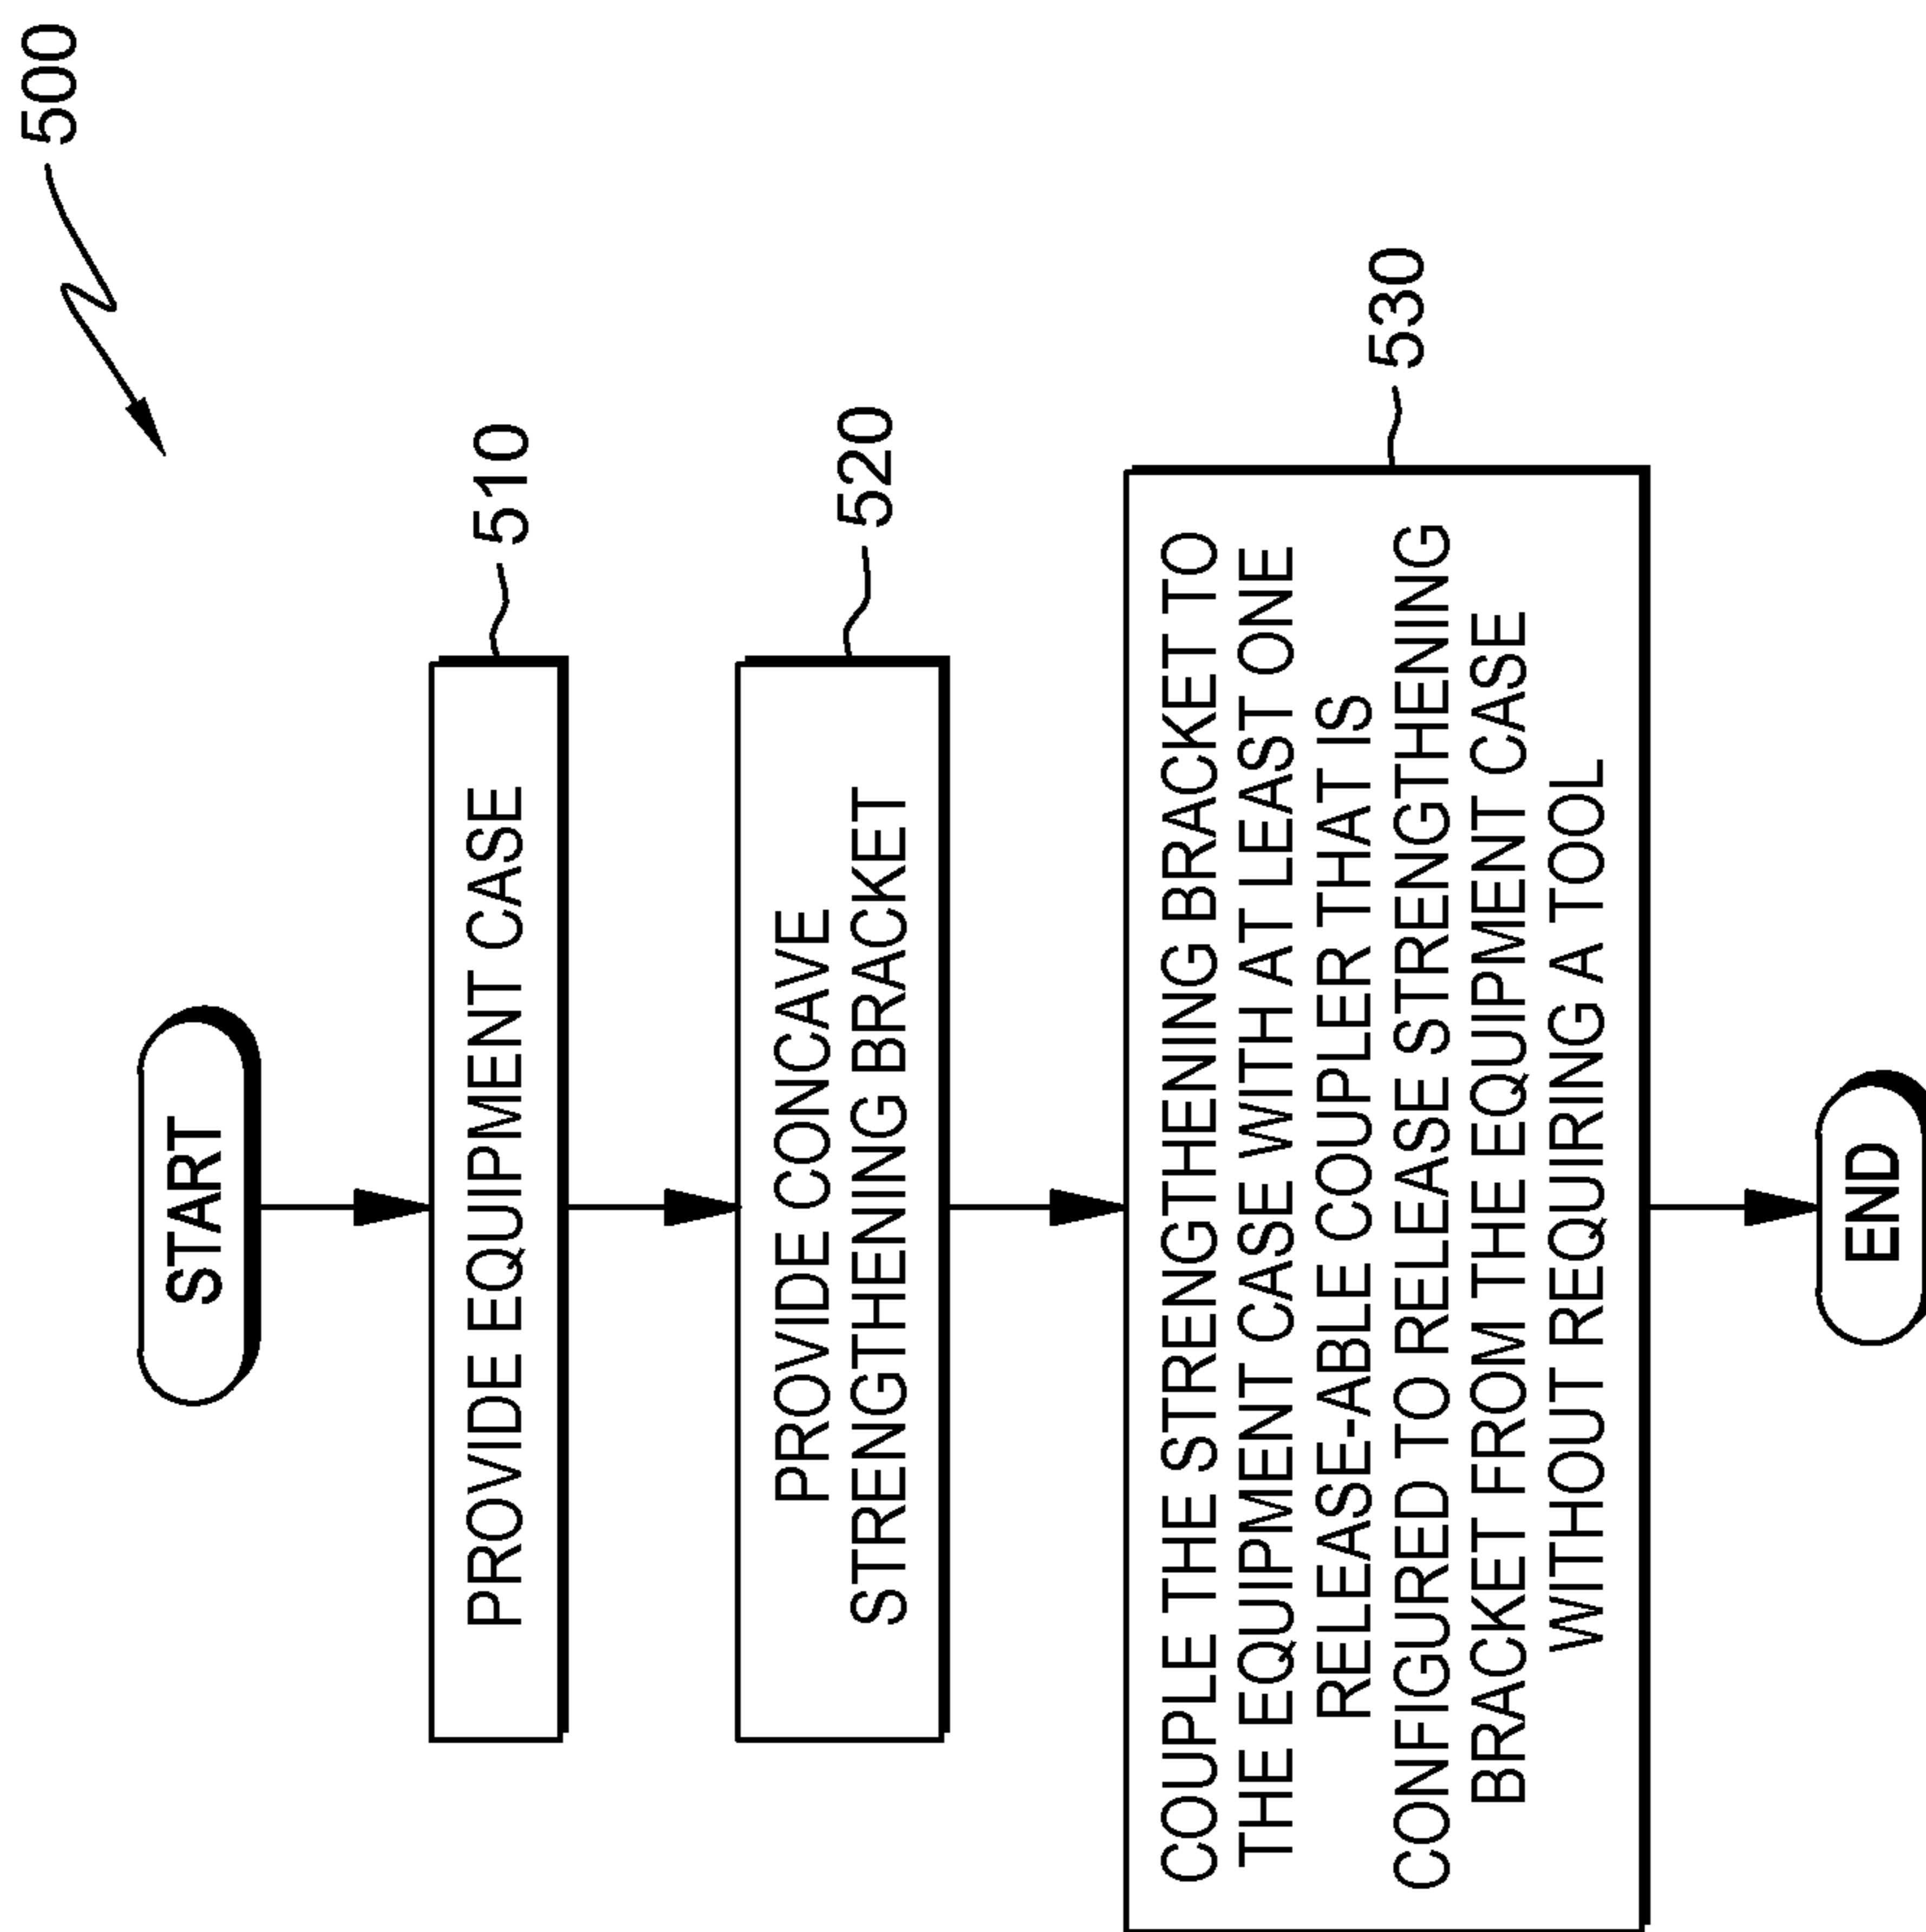 500
START
PROVIDE EQUIPMENT CASE
510
PROVIDE CONCAVE
STRENGTHENING BRACKET
520
COUPLE THE STRENGTHENING BRACKET TO
THE EQUIPMENT CASE WITH AT LEAST ONE
RELEASE-ABLE COUPLER THAT IS
CONFIGURED TO RELEASE STRENGTHENING
BRACKET FROM THE EQUIPMENT CASE
WITHOUT REQUIRING A TOOL
530
END